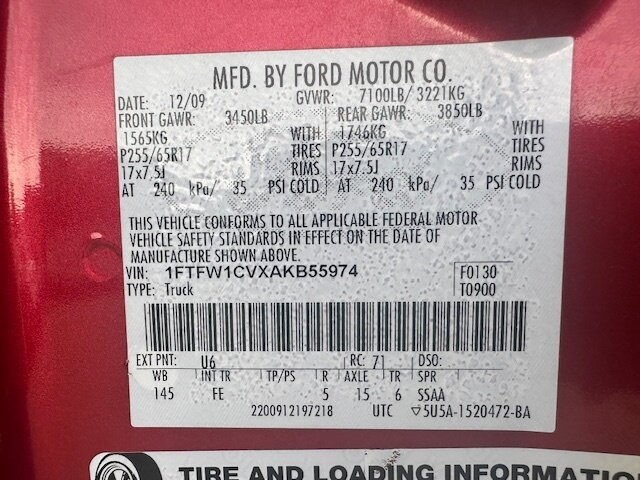 MFD. BY FORD MOTOR CO.
DATE: 12/09 GVWR: 7100LB/ 3221KG
FRONT GAWR: 3450LB REAR GAWR: 3850LB
1565KG WITH 1746KG WITH
P255/65R17 TIRES P255/65R17 TIRES
17x7.5J RIMS 17x7.5J RIMS
AT 240 kPa/ 35 PSI COLD AT 240 kPa/ 35 PSI COLD
THIS VEHICLE CONFORMS TO ALL APPLICABLE FEDERAL MOTOR
VEHICLE SAFETY STANDARDS IN EFFECT ON THE DATE OF
MANUFACTURE SHOWN ABOVE.
VIN: 1FTFW1CVXAKB55974 F0130
TYPE: Truck T0900
EXT PNT: U6 RC: 71 DSO:
WB INT TR TP/PS R AXLE TR SPR
145 FE 5 15 6 SSAA
2200912197218 UTC ▽5U5A-1520472-BA
TIRE AND LOADING INFORMATIO